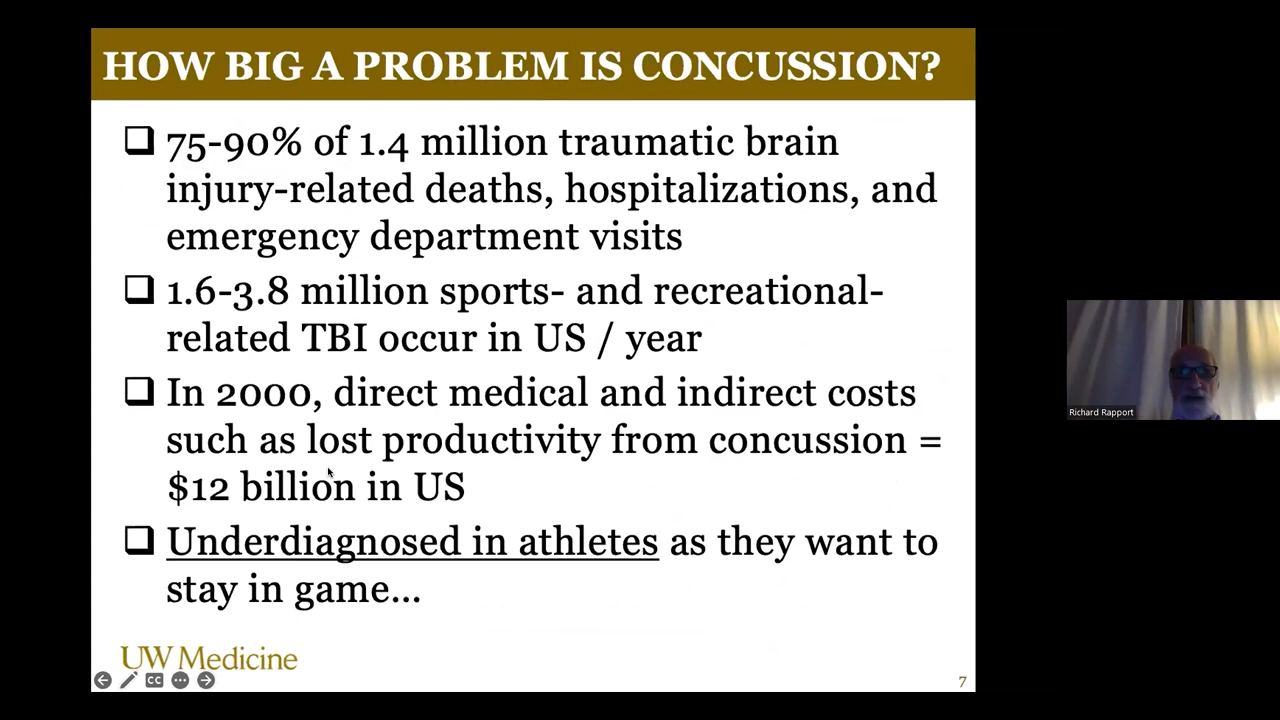 HOW BIG A PROBLEM IS CONCUSSION?
75-90% of 1.4 million traumatic brain
injury-related deaths, hospitalizations, and
emergency department visits
1.6-3.8 million sports- and recreational-
related TBI occur in US / year
In 2000, direct medical and indirect costs
such as lost productivity from concussion =
$12 billion in US
Underdiagnosed in athletes as they want to
stay in game...
UW Medicine
CC
7
Richard Rapport